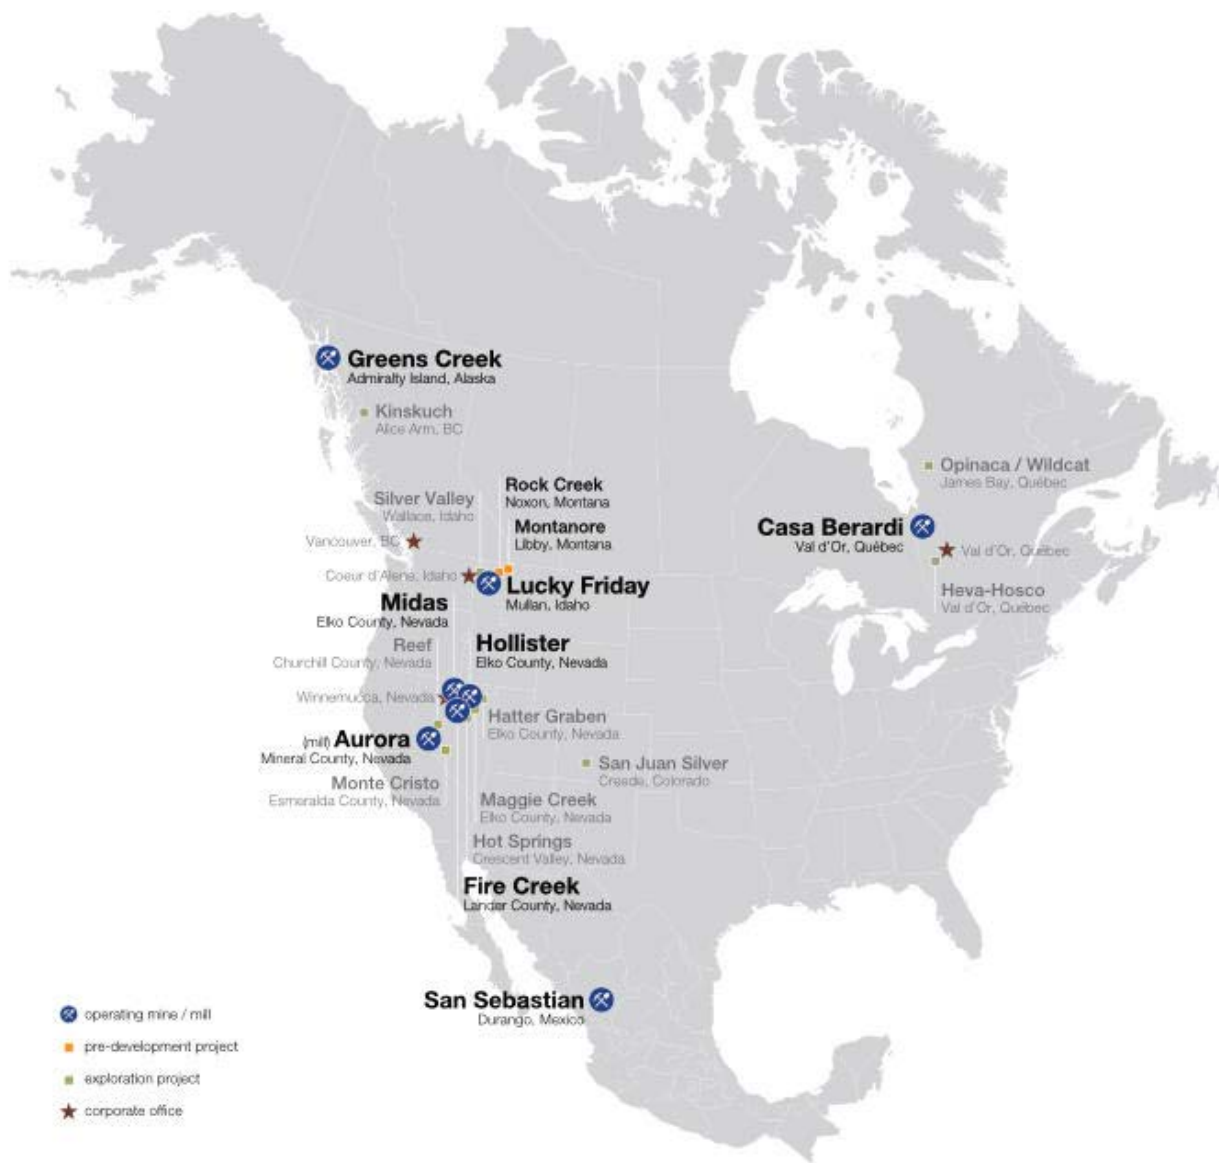 Greens Creek
Admiralty Island, Alaska
Kinskuch
Alice Arm, BC
Opinaca / Wildcat
James Bay, Québec
Rock Creek
Noxon, Montana
Silver Valley
Wallace, Idaho
Montanore
Libby, Montana
Casa Berardi
Val d'Or, Québec
Vancouver, BC
Val d'Or, Québec
Coeur d'Alene, Idaho
Lucky Friday
Mullan, Idaho
Heva-Hosco
Val d'Or, Québec
Midas
Elko County, Nevada
Hollister
Elko County, Nevada
Reef
Churchill County, Nevada
Winnemucca, Nevada
Hatter Graben
Elko County, Nevada
(mill) Aurora
Mineral County, Nevada
San Juan Silver
Creede, Colorado
Monte Cristo
Esmeralda County, Nevada
Maggie Creek
Elko County, Nevada
Hot Springs
Crescent Valley, Nevada
Fire Creek
Lander County, Nevada
San Sebastian
Durango, Mexico
operating mine / mill
pre-development project
exploration project
corporate office